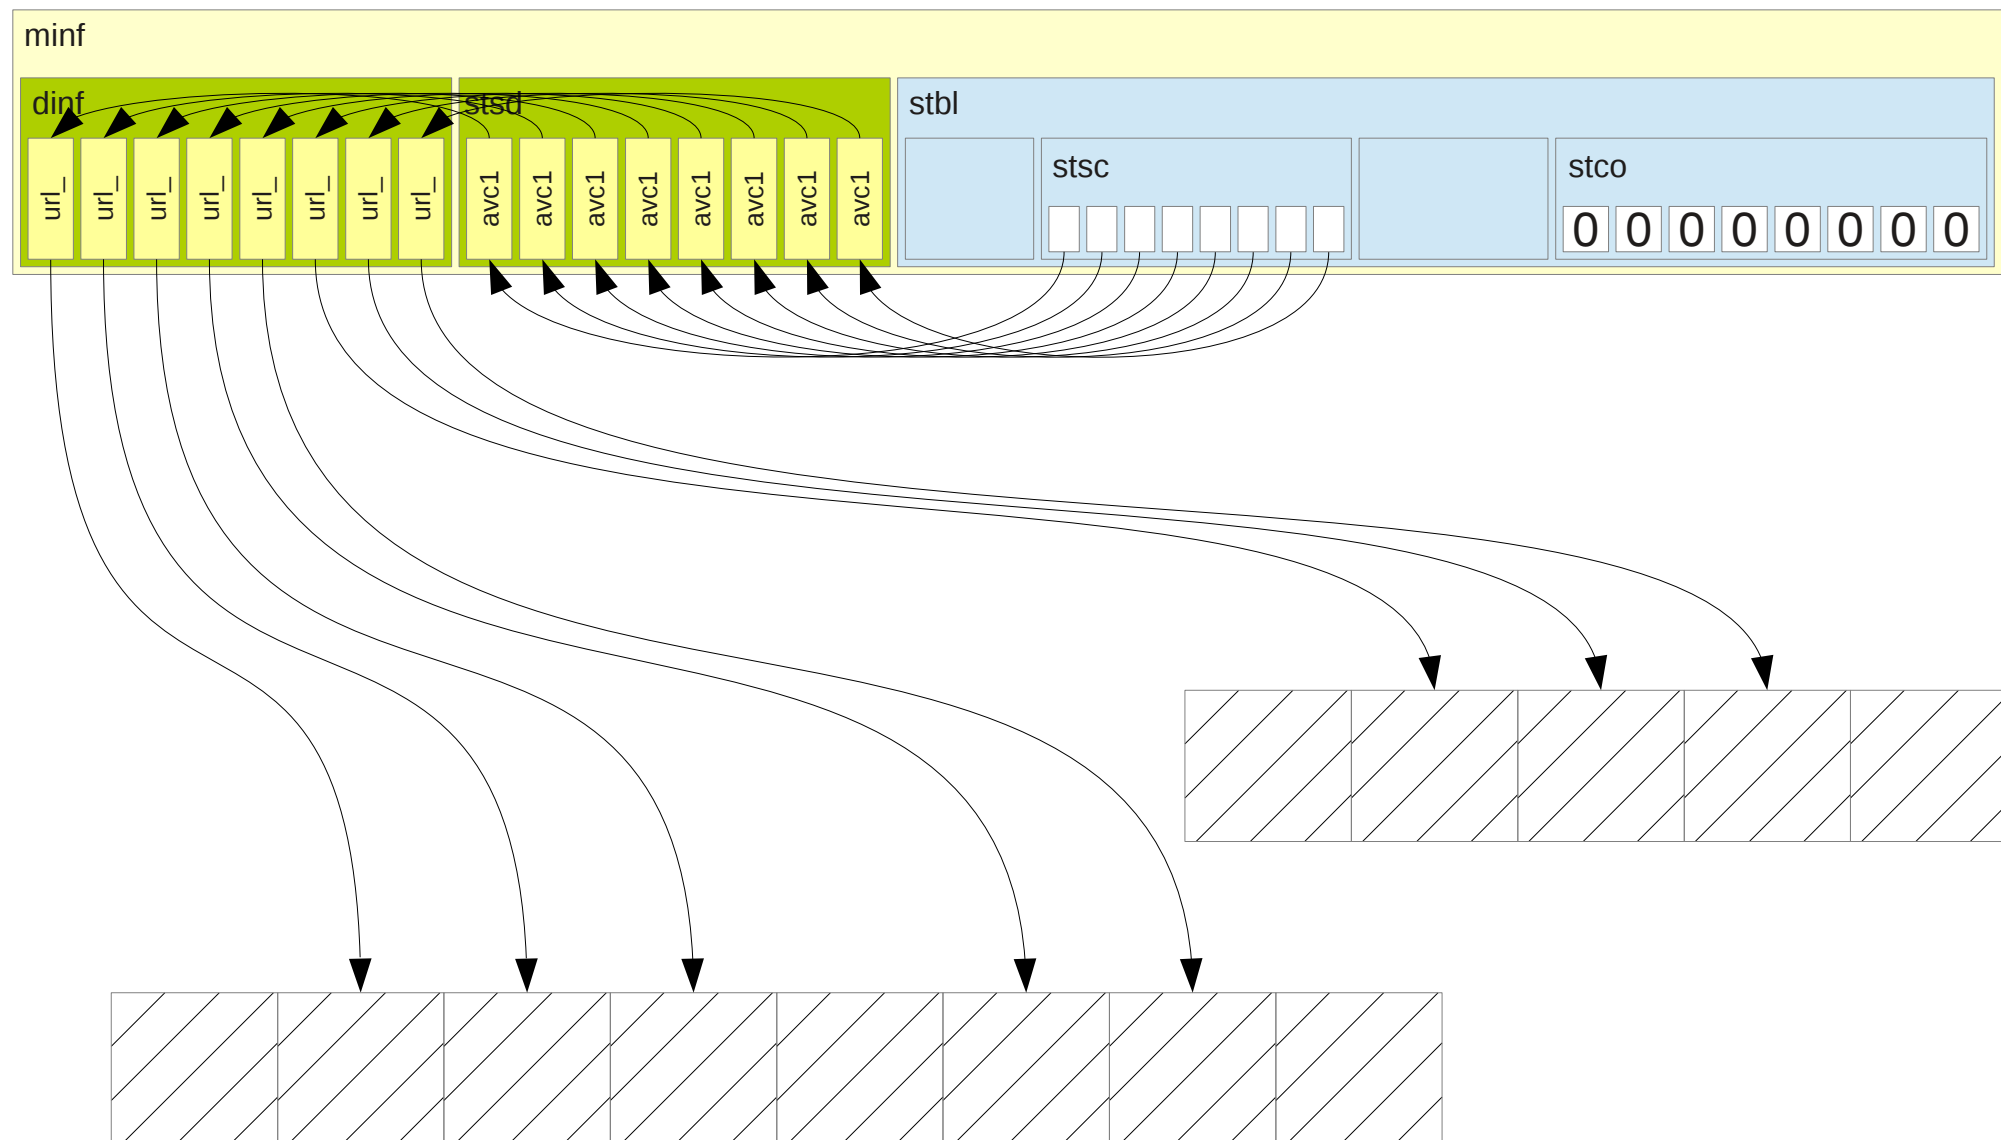 minf
dinf
stsd
stbl
url_ url_ url_ url_ url_ url_ url_ url_
avc1 avc1 avc1 avc1 avc1 avc1 avc1 avc1
stsc
stco
0 0 0 0 0 0 0 0